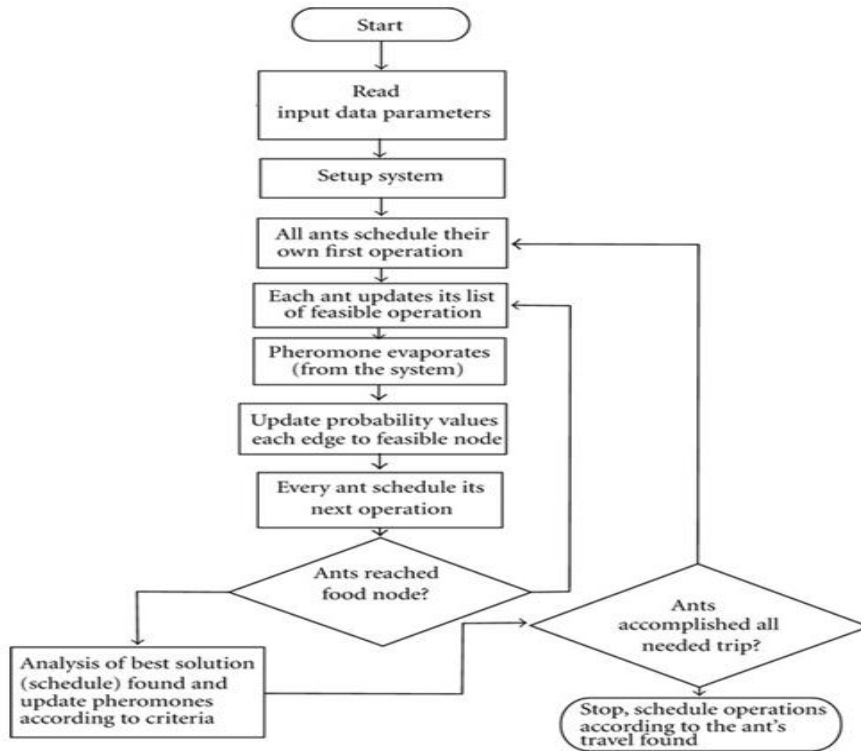 Start
Read
input data parameters
Setup system
All ants schedule their
own first operation
Each ant updates its list
of feasible operation
Pheromone evaporates
(from the system)
Update probability values
each edge to feasible node
Every ant schedule its
next operation
Ants reached
food node?
Analysis of best solution
(schedule) found and
update pheromones
according to criteria
Ants
accomplished all
needed trip?
Stop, schedule operations
according to the ant's
travel found